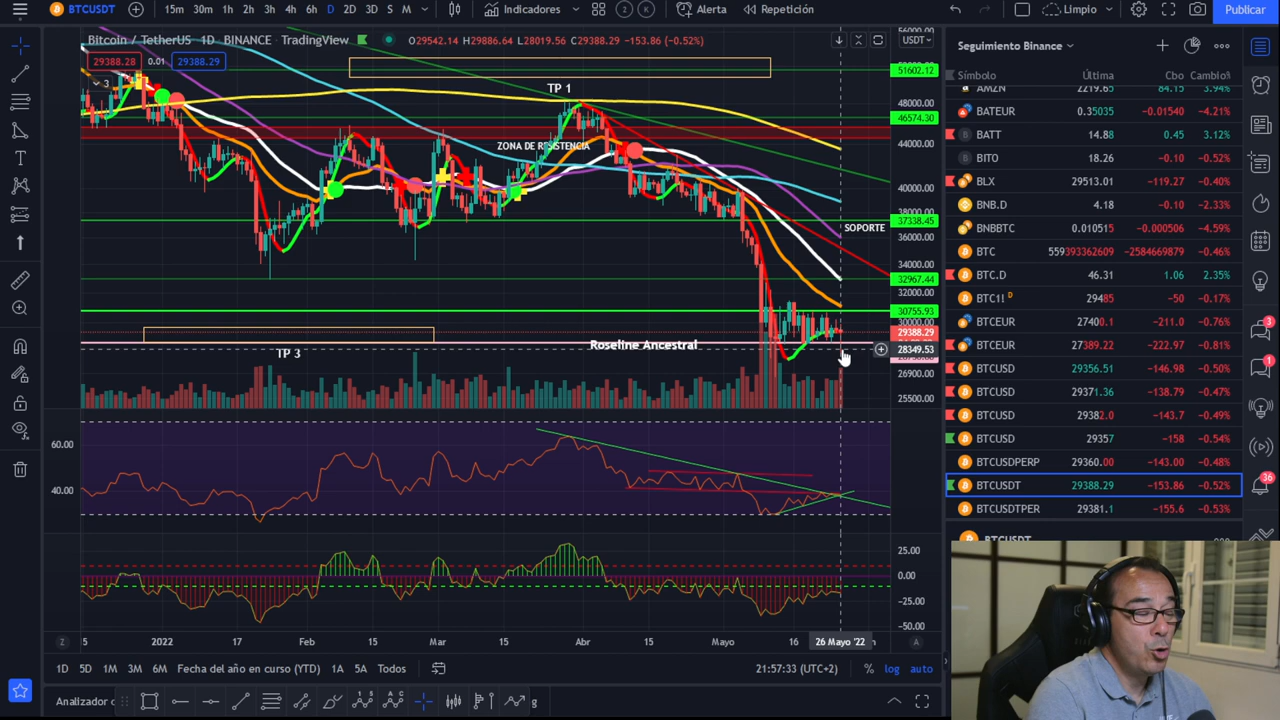 BTCUSDT
15m 30m 1h 2h 3h 4h 6h D 2D 3D S M
Indicadores
2 K
Alerta
Repetición
Limpio
Publicar
Bitcoin / TetherUS 1D BINANCE TradingView
O29542.14 H29886.64 L28019.56 C29388.29 −153.86 (−0.52%)
USDT
29388.28 0.01 29388.29
3
TP 1
ZONA DE RESISTENCIA
SOPORTE
Roseline Ancestral
TP 3
51602.12
48000.00
46574.30
44000.00
40000.00
38000.00
37338.45
36000.00
34000.00
32967.44
32000.00
30755.93
30000.00
29388.29
28349.53
26900.00
25500.00
60.00
40.00
25.00
0.00
−25.00
−50.00
Z
5 2022 17 Feb 15 Mar 15 Abr 15 Mayo 16 26 Mayo '22
A
1D 5D 1M 3M 6M Fecha del año en curso (YTD) 1A 5A Todos
21:57:33 (UTC+2)
% log auto
Analizador
Seguimiento Binance
Símbolo Última Cbo Cambio%
AMZN 2219.65 84.15 3.94%
BATEUR 0.35035 −0.01540 −4.21%
BATT 14.88 0.45 3.12%
BITO 18.26 −0.10 −0.52%
BLX 29513.01 −119.27 −0.40%
BNB.D 4.18 −0.10 −2.33%
BNBBTC 0.010515 −0.000506 −4.59%
BTC 559393362609 −2584669879 −0.46%
BTC.D 46.31 1.06 2.35%
BTC1! D 29485 −50 −0.17%
BTCEUR 27400.1 −211.0 −0.76%
BTCEUR 27389.22 −222.97 −0.81%
BTCUSD 29356.51 −146.98 −0.50%
BTCUSD 29371.36 −138.79 −0.47%
BTCUSD 29382.0 −143.7 −0.49%
BTCUSD 29357 −158 −0.54%
BTCUSDPERP 29360.00 −143.00 −0.48%
BTCUSDT 29388.29 −153.86 −0.52%
BTCUSDTPER 29381.1 −155.6 −0.53%
BTCUSDT
3
1
36